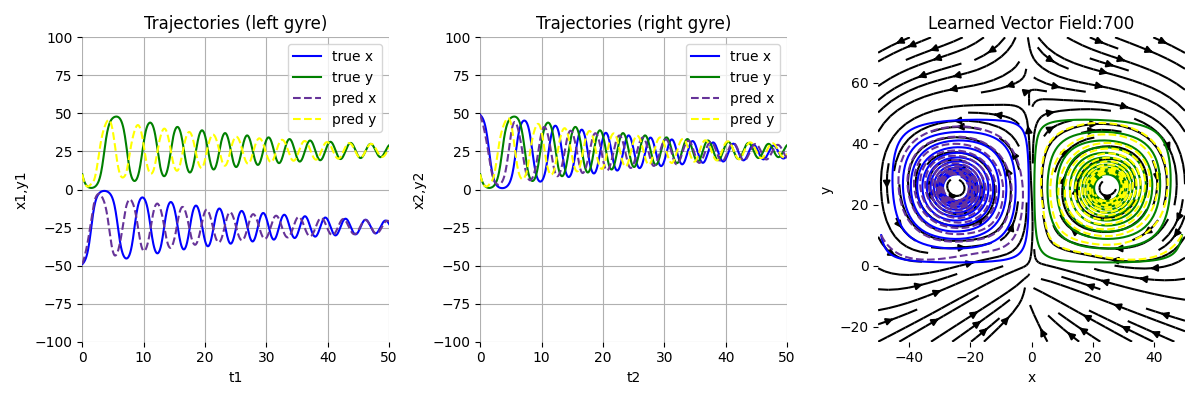 Trajectories (left gyre)
100
75
50
25
0
−25
−50
−75
−100
0
10
20
30
40
50
t1
x1,y1
true x
true y
pred x
pred y
Trajectories (right gyre)
100
75
50
25
0
−25
−50
−75
−100
0
10
20
30
40
50
t2
x2,y2
true x
true y
pred x
pred y
Learned Vector Field:700
60
40
20
0
−20
−40
−20
0
20
40
x
y